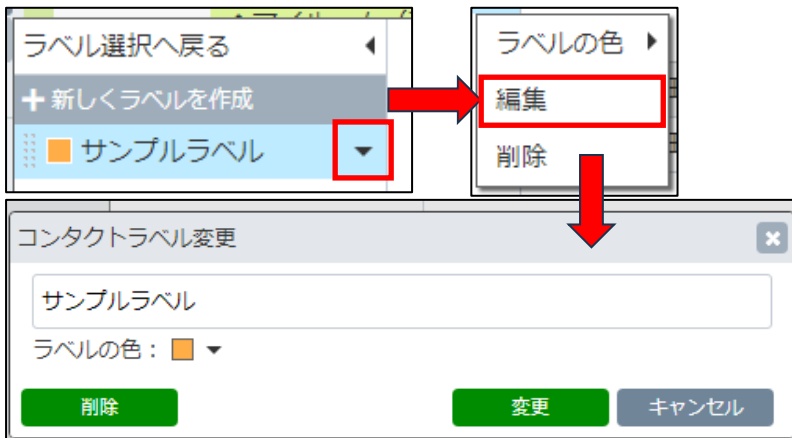 ラベル選択へ戻る
+ 新しくラベルを作成
サンプルラベル
ラベルの色
編集
削除
コンタクトラベル変更
サンプルラベル
ラベルの色：
削除
変更
キャンセル